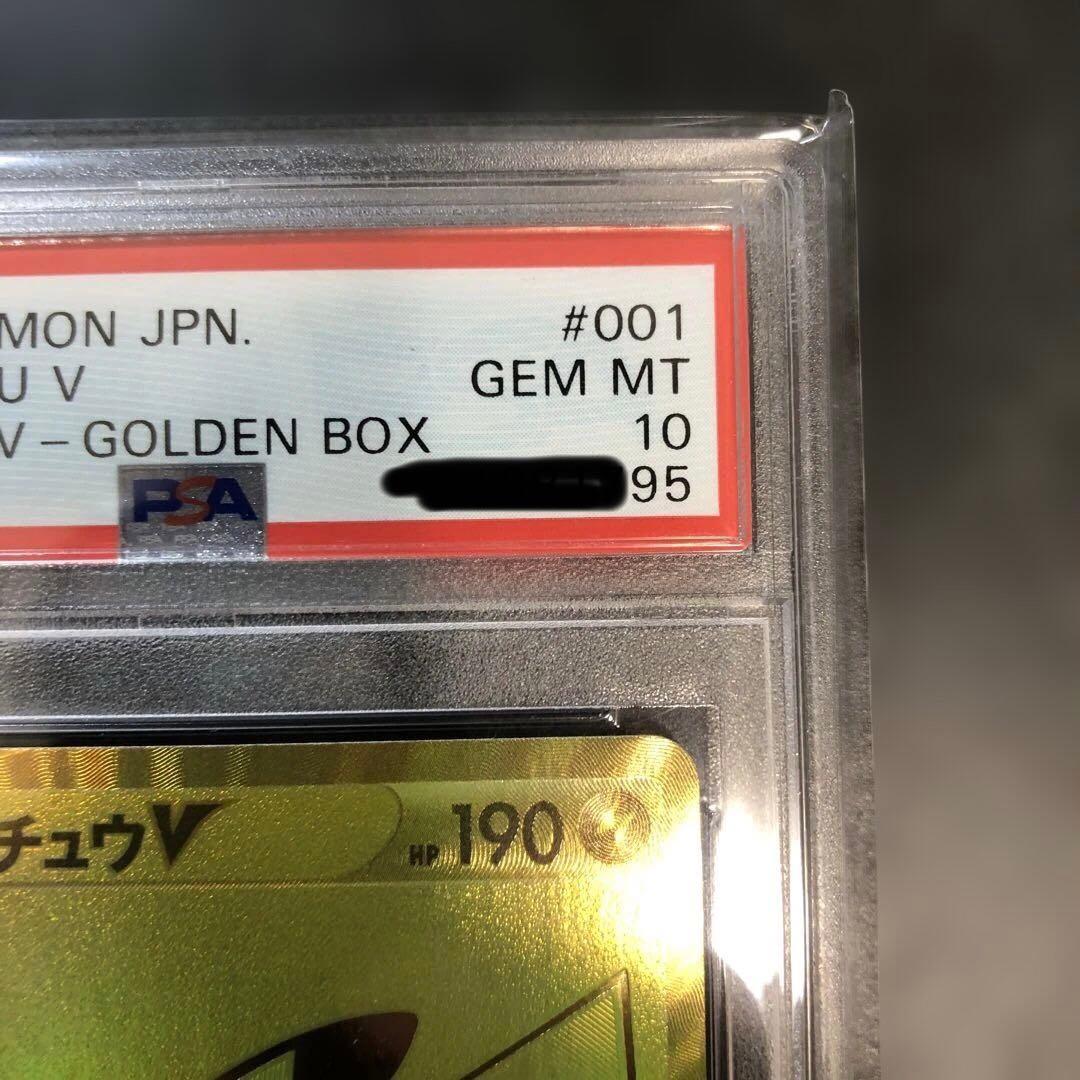 MON JPN. #001
U V GEM MT
V – GOLDEN BOX 10
95
PSA
チュウV HP 190